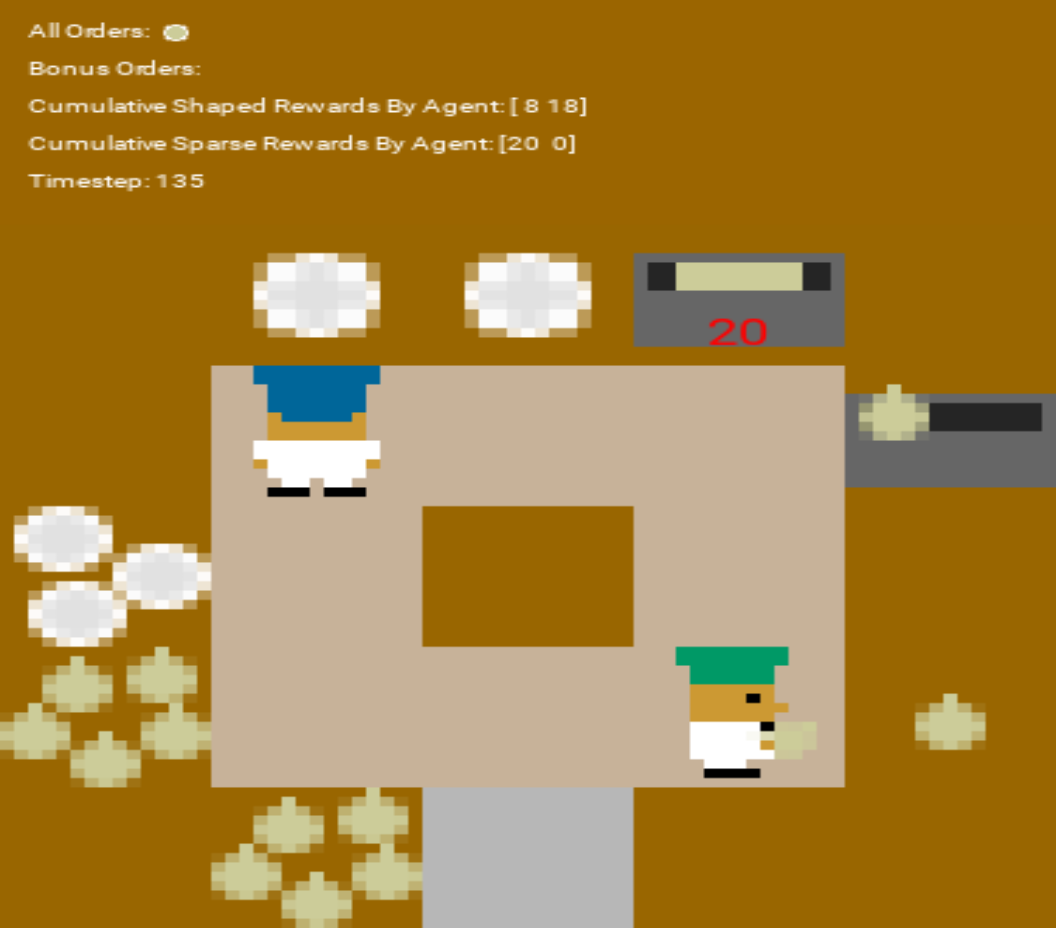 All Orders:
Bonus Orders:
Cumulative Shaped Rewards By Agent: [ 8 18]
Cumulative Sparse Rewards By Agent: [20  0]
Timestep: 135
20